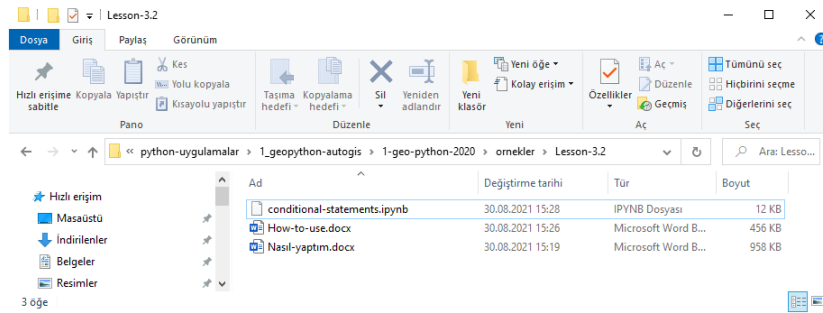 Lesson-3.2
Dosya Giriş Paylaş Görünüm
Hızlı erişime sabitle
Kopyala
Yapıştır
Kes
Yolu kopyala
Kısayolu yapıştır
Pano
Taşıma hedefi
Kopyalama hedefi
Sil
Yeniden adlandır
Düzenle
Yeni klasör
Yeni öğe
Kolay erişim
Yeni
Özellikler
Aç
Düzenle
Geçmiş
Aç
Tümünü seç
Hiçbirini seçme
Diğerlerini seç
Seç
« python-uygulamalar › 1_geopython-autogis › 1-geo-python-2020 › ornekler › Lesson-3.2
Ara: Lesso...
Hızlı erişim
Masaüstü
İndirilenler
Belgeler
Resimler
Ad Değiştirme tarihi Tür Boyut
conditional-statements.ipynb 30.08.2021 15:28 IPYNB Dosyası 12 KB
How-to-use.docx 30.08.2021 15:26 Microsoft Word B... 456 KB
Nasıl-yaptım.docx 30.08.2021 15:19 Microsoft Word B... 958 KB
3 öğe